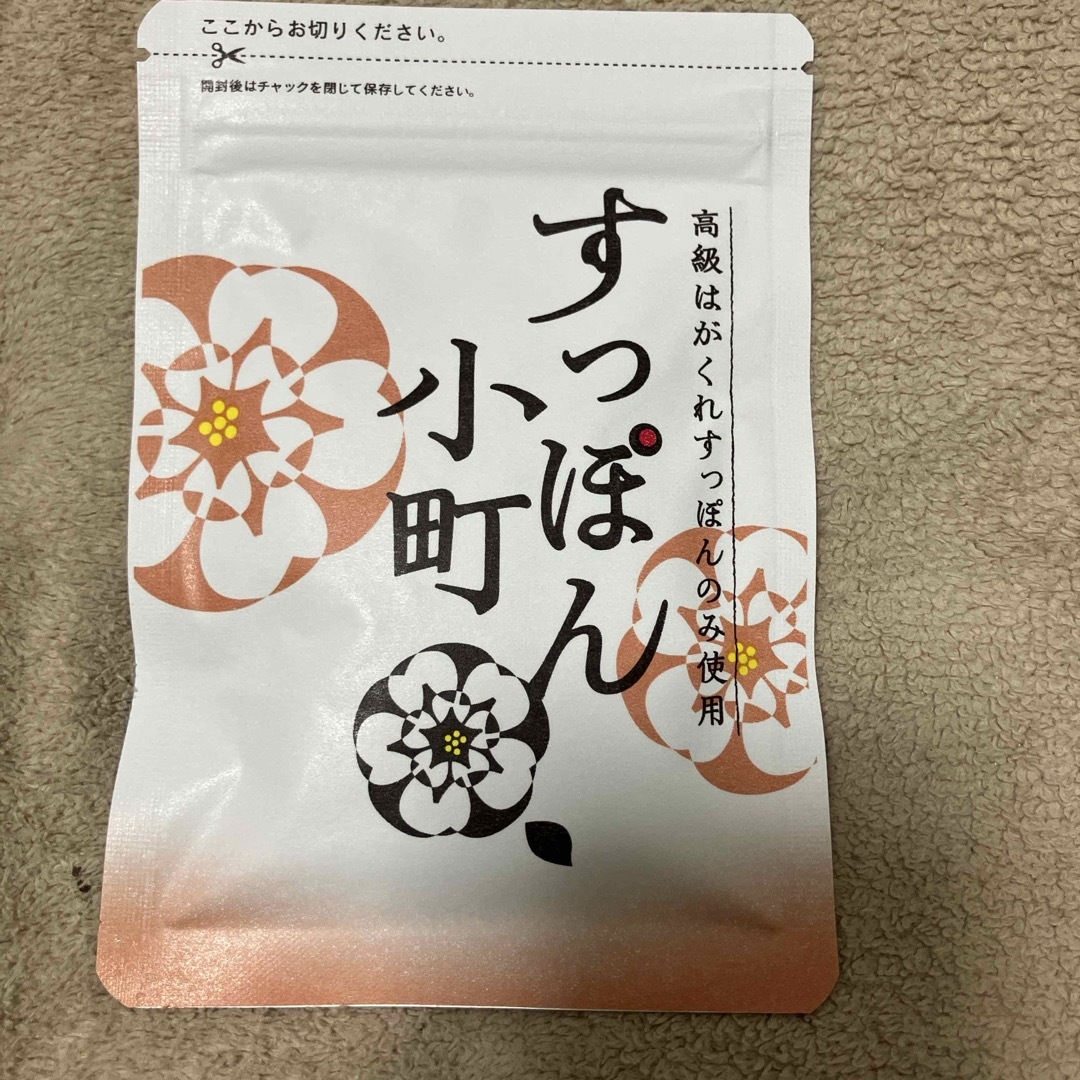 ここからお切りください。
開封後はチャックを閉じて保存してください。
高級はがくれすっぽんのみ使用
すっぽん
小町